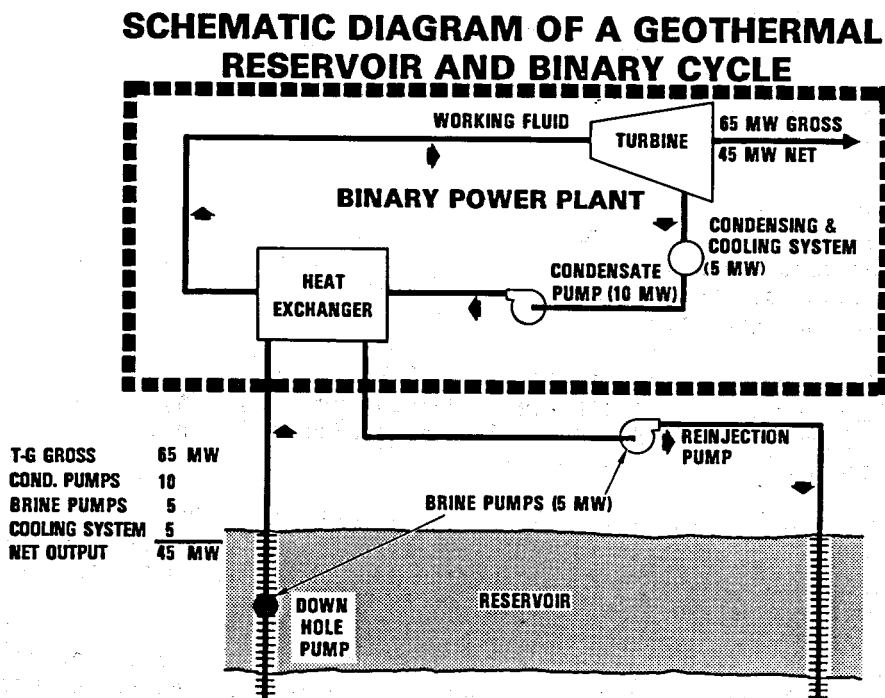 SCHEMATIC DIAGRAM OF A GEOTHERMAL
RESERVOIR AND BINARY CYCLE
WORKING FLUID
TURBINE
65 MW GROSS
45 MW NET
BINARY POWER PLANT
CONDENSING &
COOLING SYSTEM
(5 MW)
HEAT
EXCHANGER
CONDENSATE
PUMP (10 MW)
REINJECTION
PUMP
T-G GROSS 65 MW
COND. PUMPS 10
BRINE PUMPS 5
COOLING SYSTEM 5
NET OUTPUT 45 MW
BRINE PUMPS (5 MW)
RESERVOIR
DOWN
HOLE
PUMP